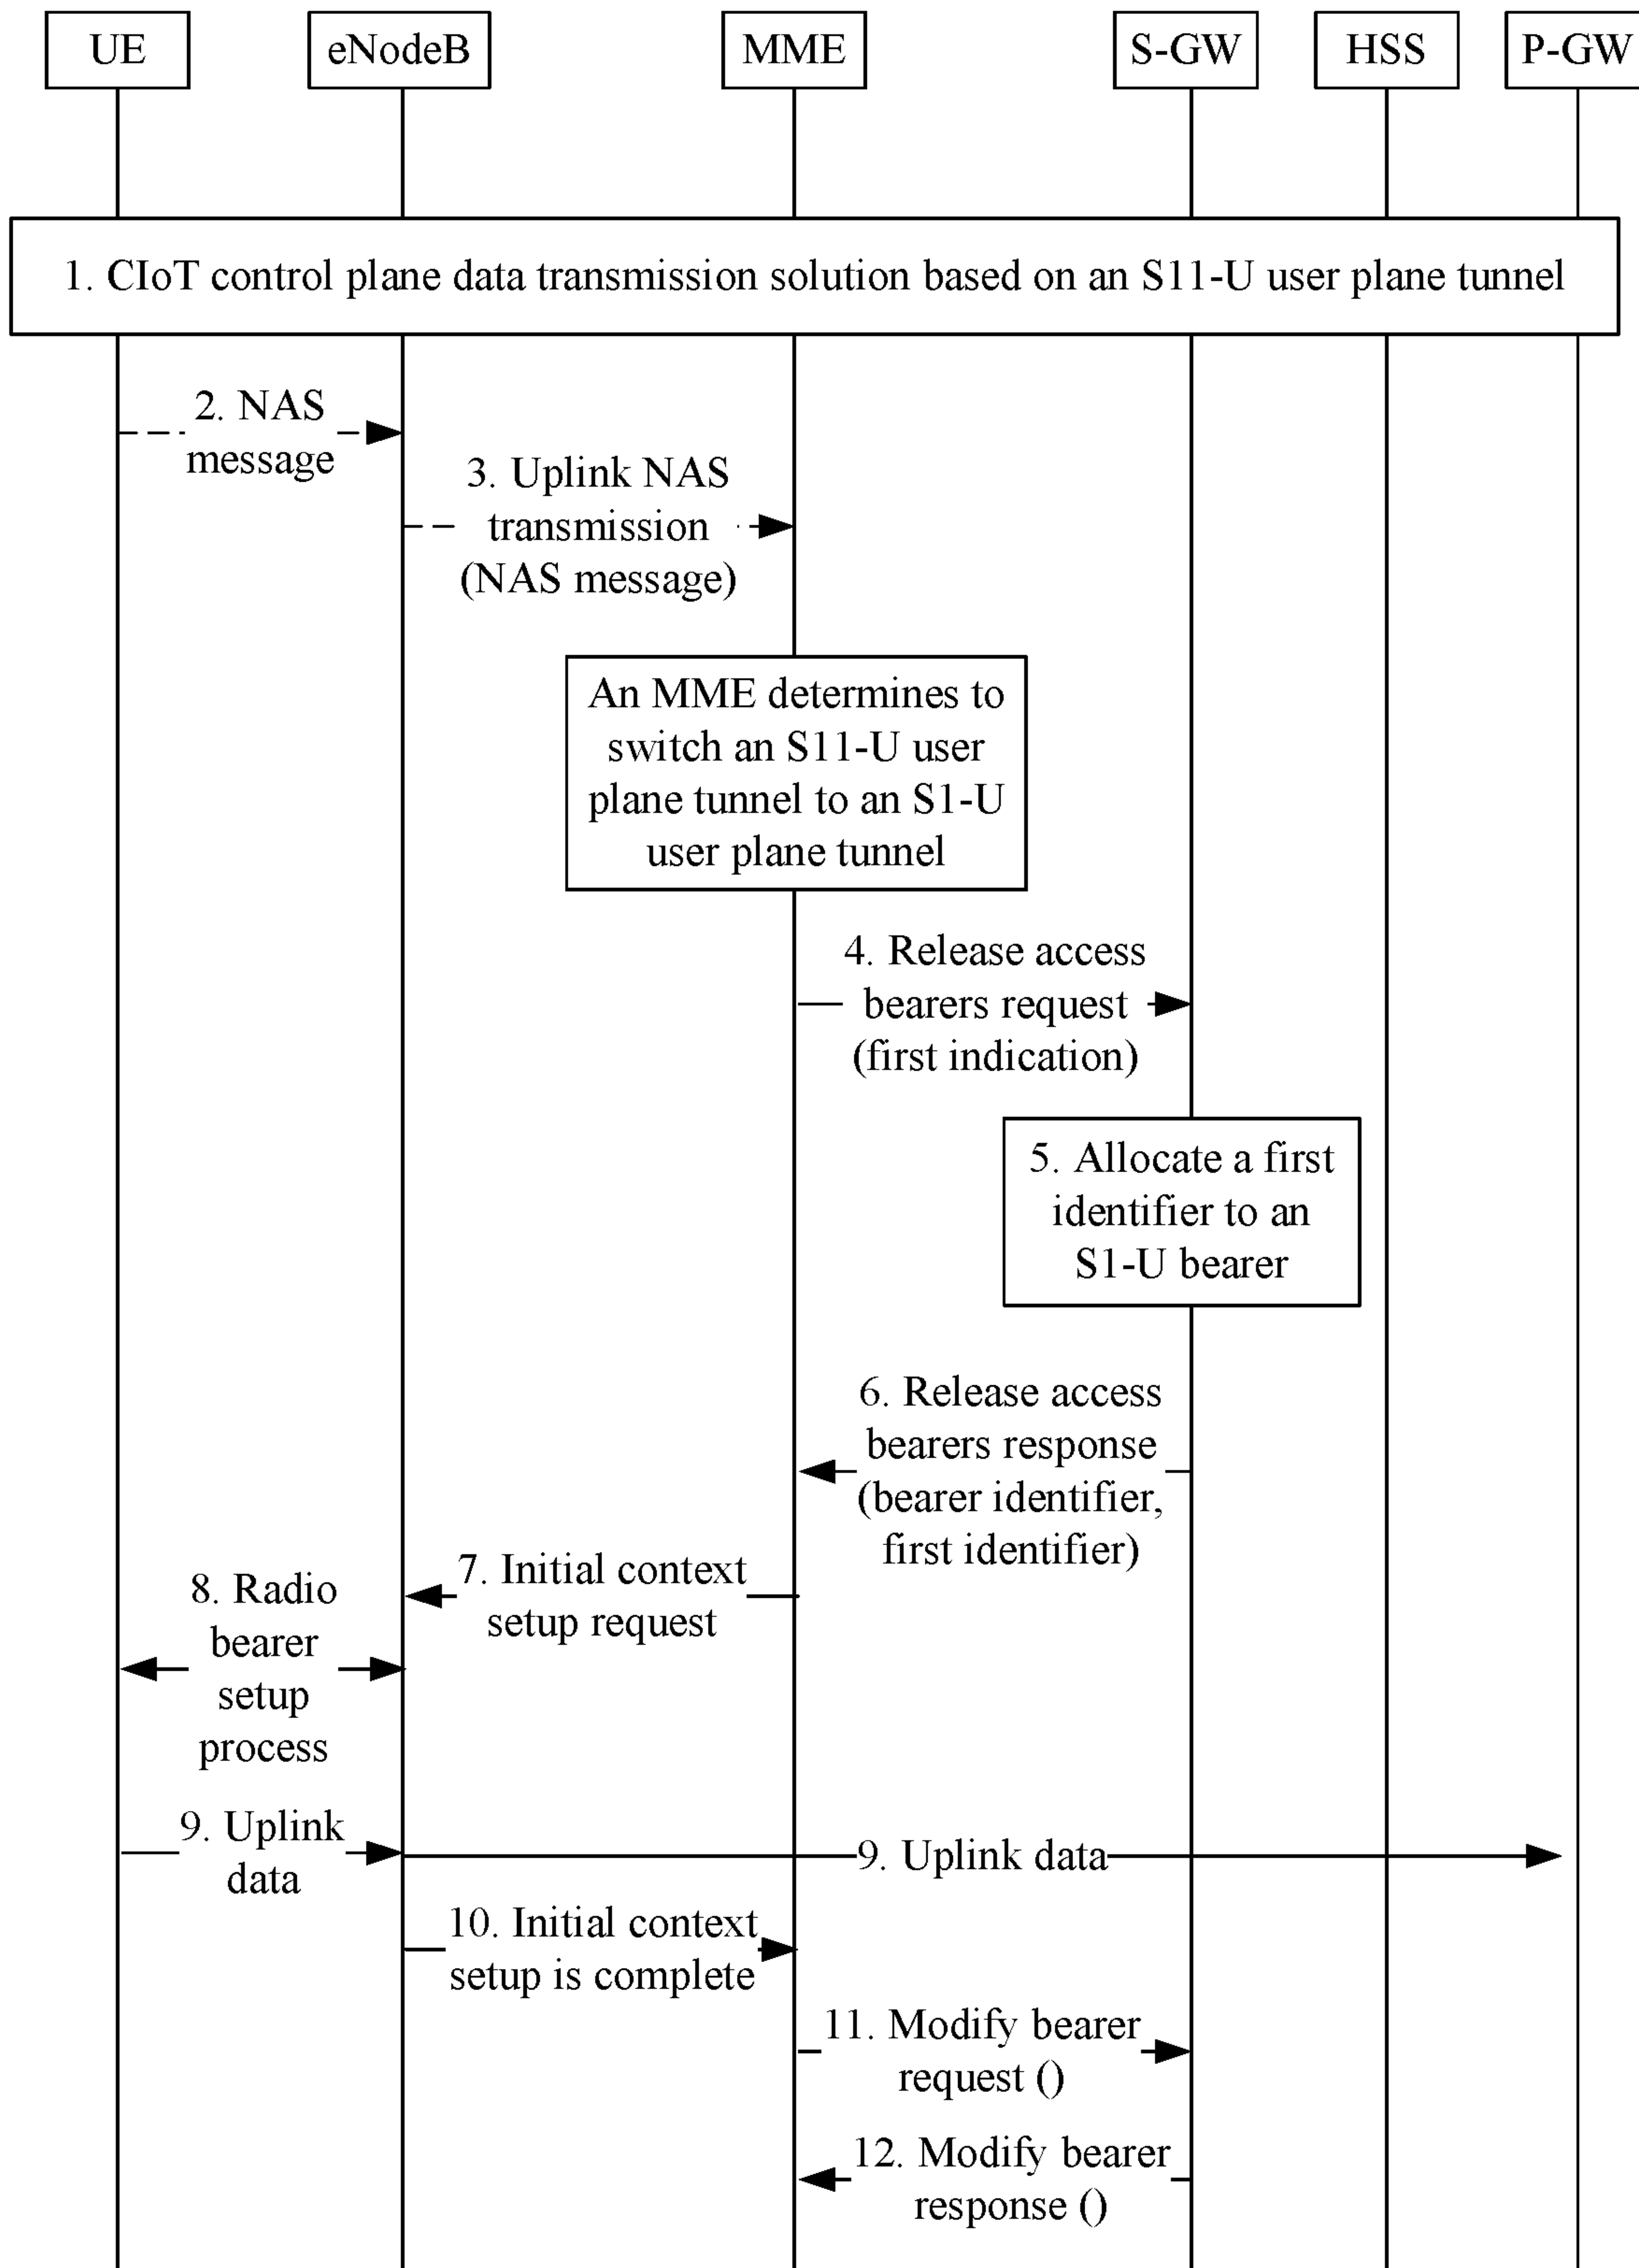 UE
eNodeB
MME
S-GW
HSS
P-GW
1. CIoT control plane data transmission solution based on an S11-U user plane tunnel
2. NAS
message
3. Uplink NAS
transmission
(NAS message)
An MME determines to
switch an S11-U user
plane tunnel to an S1-U
user plane tunnel
4. Release access
bearers request
(first indication)
5. Allocate a first
identifier to an
S1-U bearer
6. Release access
bearers response
(bearer identifier,
first identifier)
7. Initial context
setup request
8. Radio
bearer
setup
process
9. Uplink
data
9. Uplink data
10. Initial context
setup is complete
11. Modify bearer
request ()
12. Modify bearer
response ()